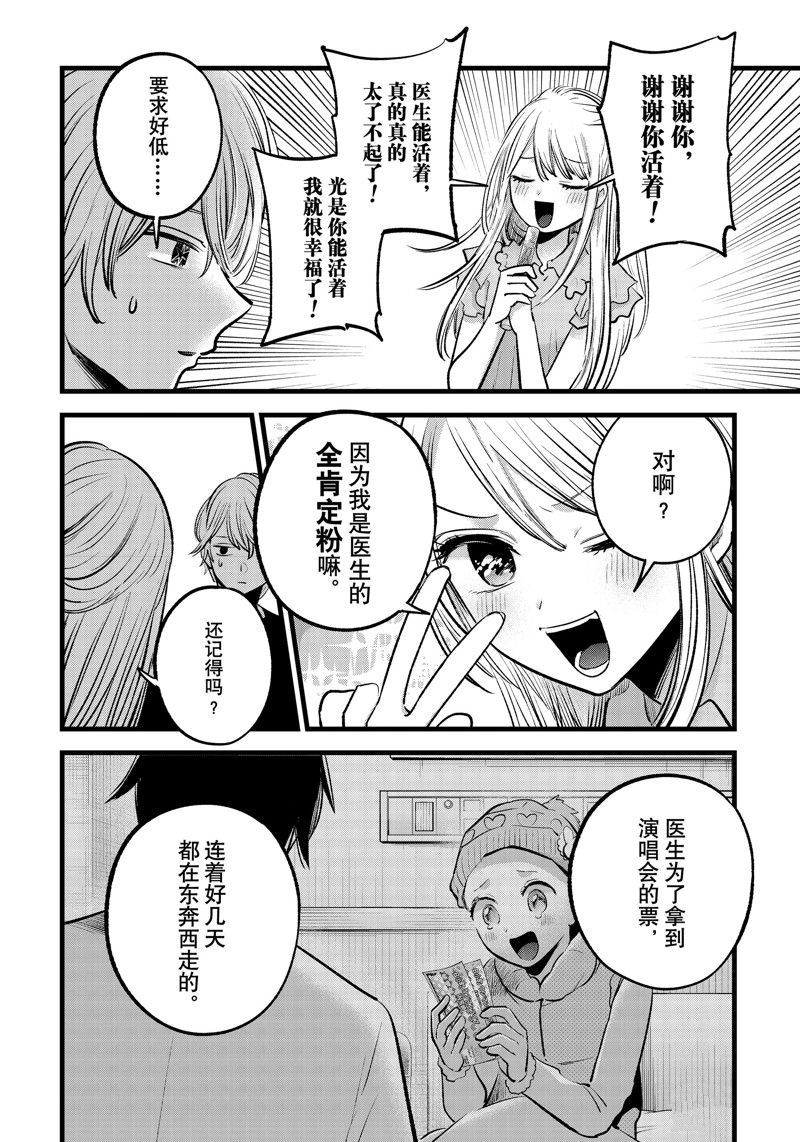 谢谢你，
谢谢你活着！
医生能活着，
真的真的
太了不起了！
光是你能活着
我就很幸福了！
要求好低……
对啊？
因为我是医生的
全肯定粉嘛。
还记得吗？
医生为了拿到
演唱会的票，
连着好几天
都在东奔西走的。